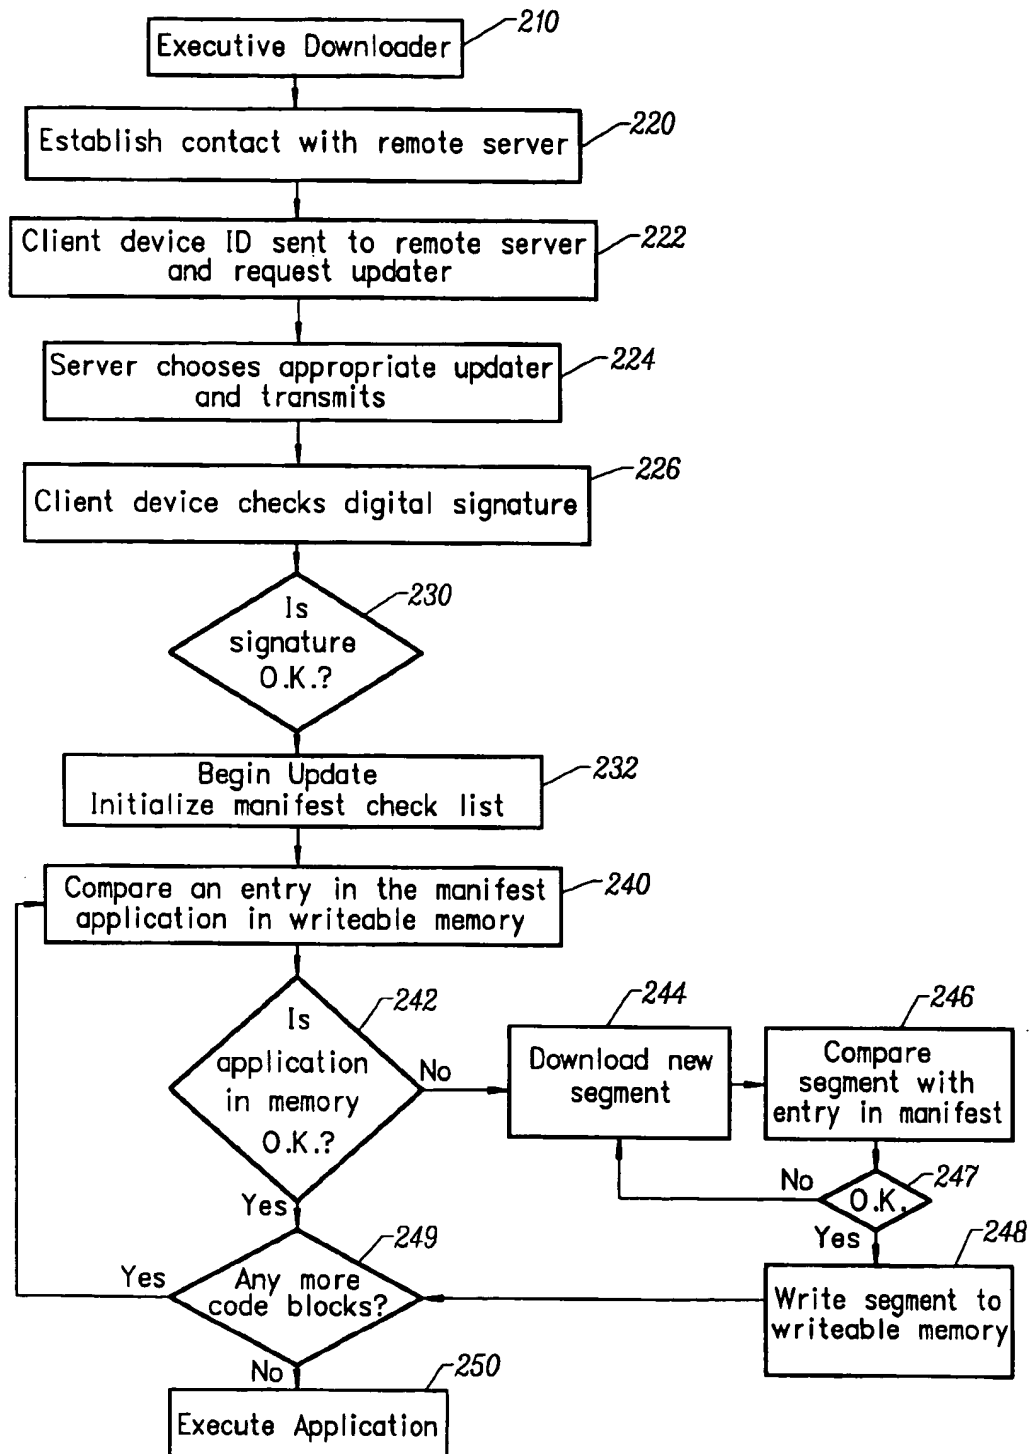 Executive Downloader
210
Establish contact with remote server
220
Client device ID sent to remote server
and request updater
222
Server chooses appropriate updater
and transmits
224
Client device checks digital signature
226
Is
signature
O.K.?
230
Begin Update
Initialize manifest check list
232
Compare an entry in the manifest
application in writeable memory
240
Is
application
in memory
O.K.?
242
No
Download new
segment
244
Compare
segment with
entry in manifest
246
No
O.K.
247
Yes
Yes
Write segment to
writeable memory
248
Any more
code blocks?
249
Yes
No
Execute Application
250